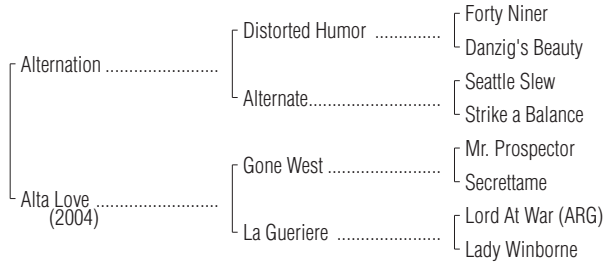 Forty Niner
Distorted Humor ..............
Danzig's Beauty
Alternation ........................
Seattle Slew
Alternate............................
Strike a Balance
Mr. Prospector
Gone West ........................
Secrettame
Alta Love ..........................
(2004)
Lord At War (ARG)
La Gueriere ......................
Lady Winborne